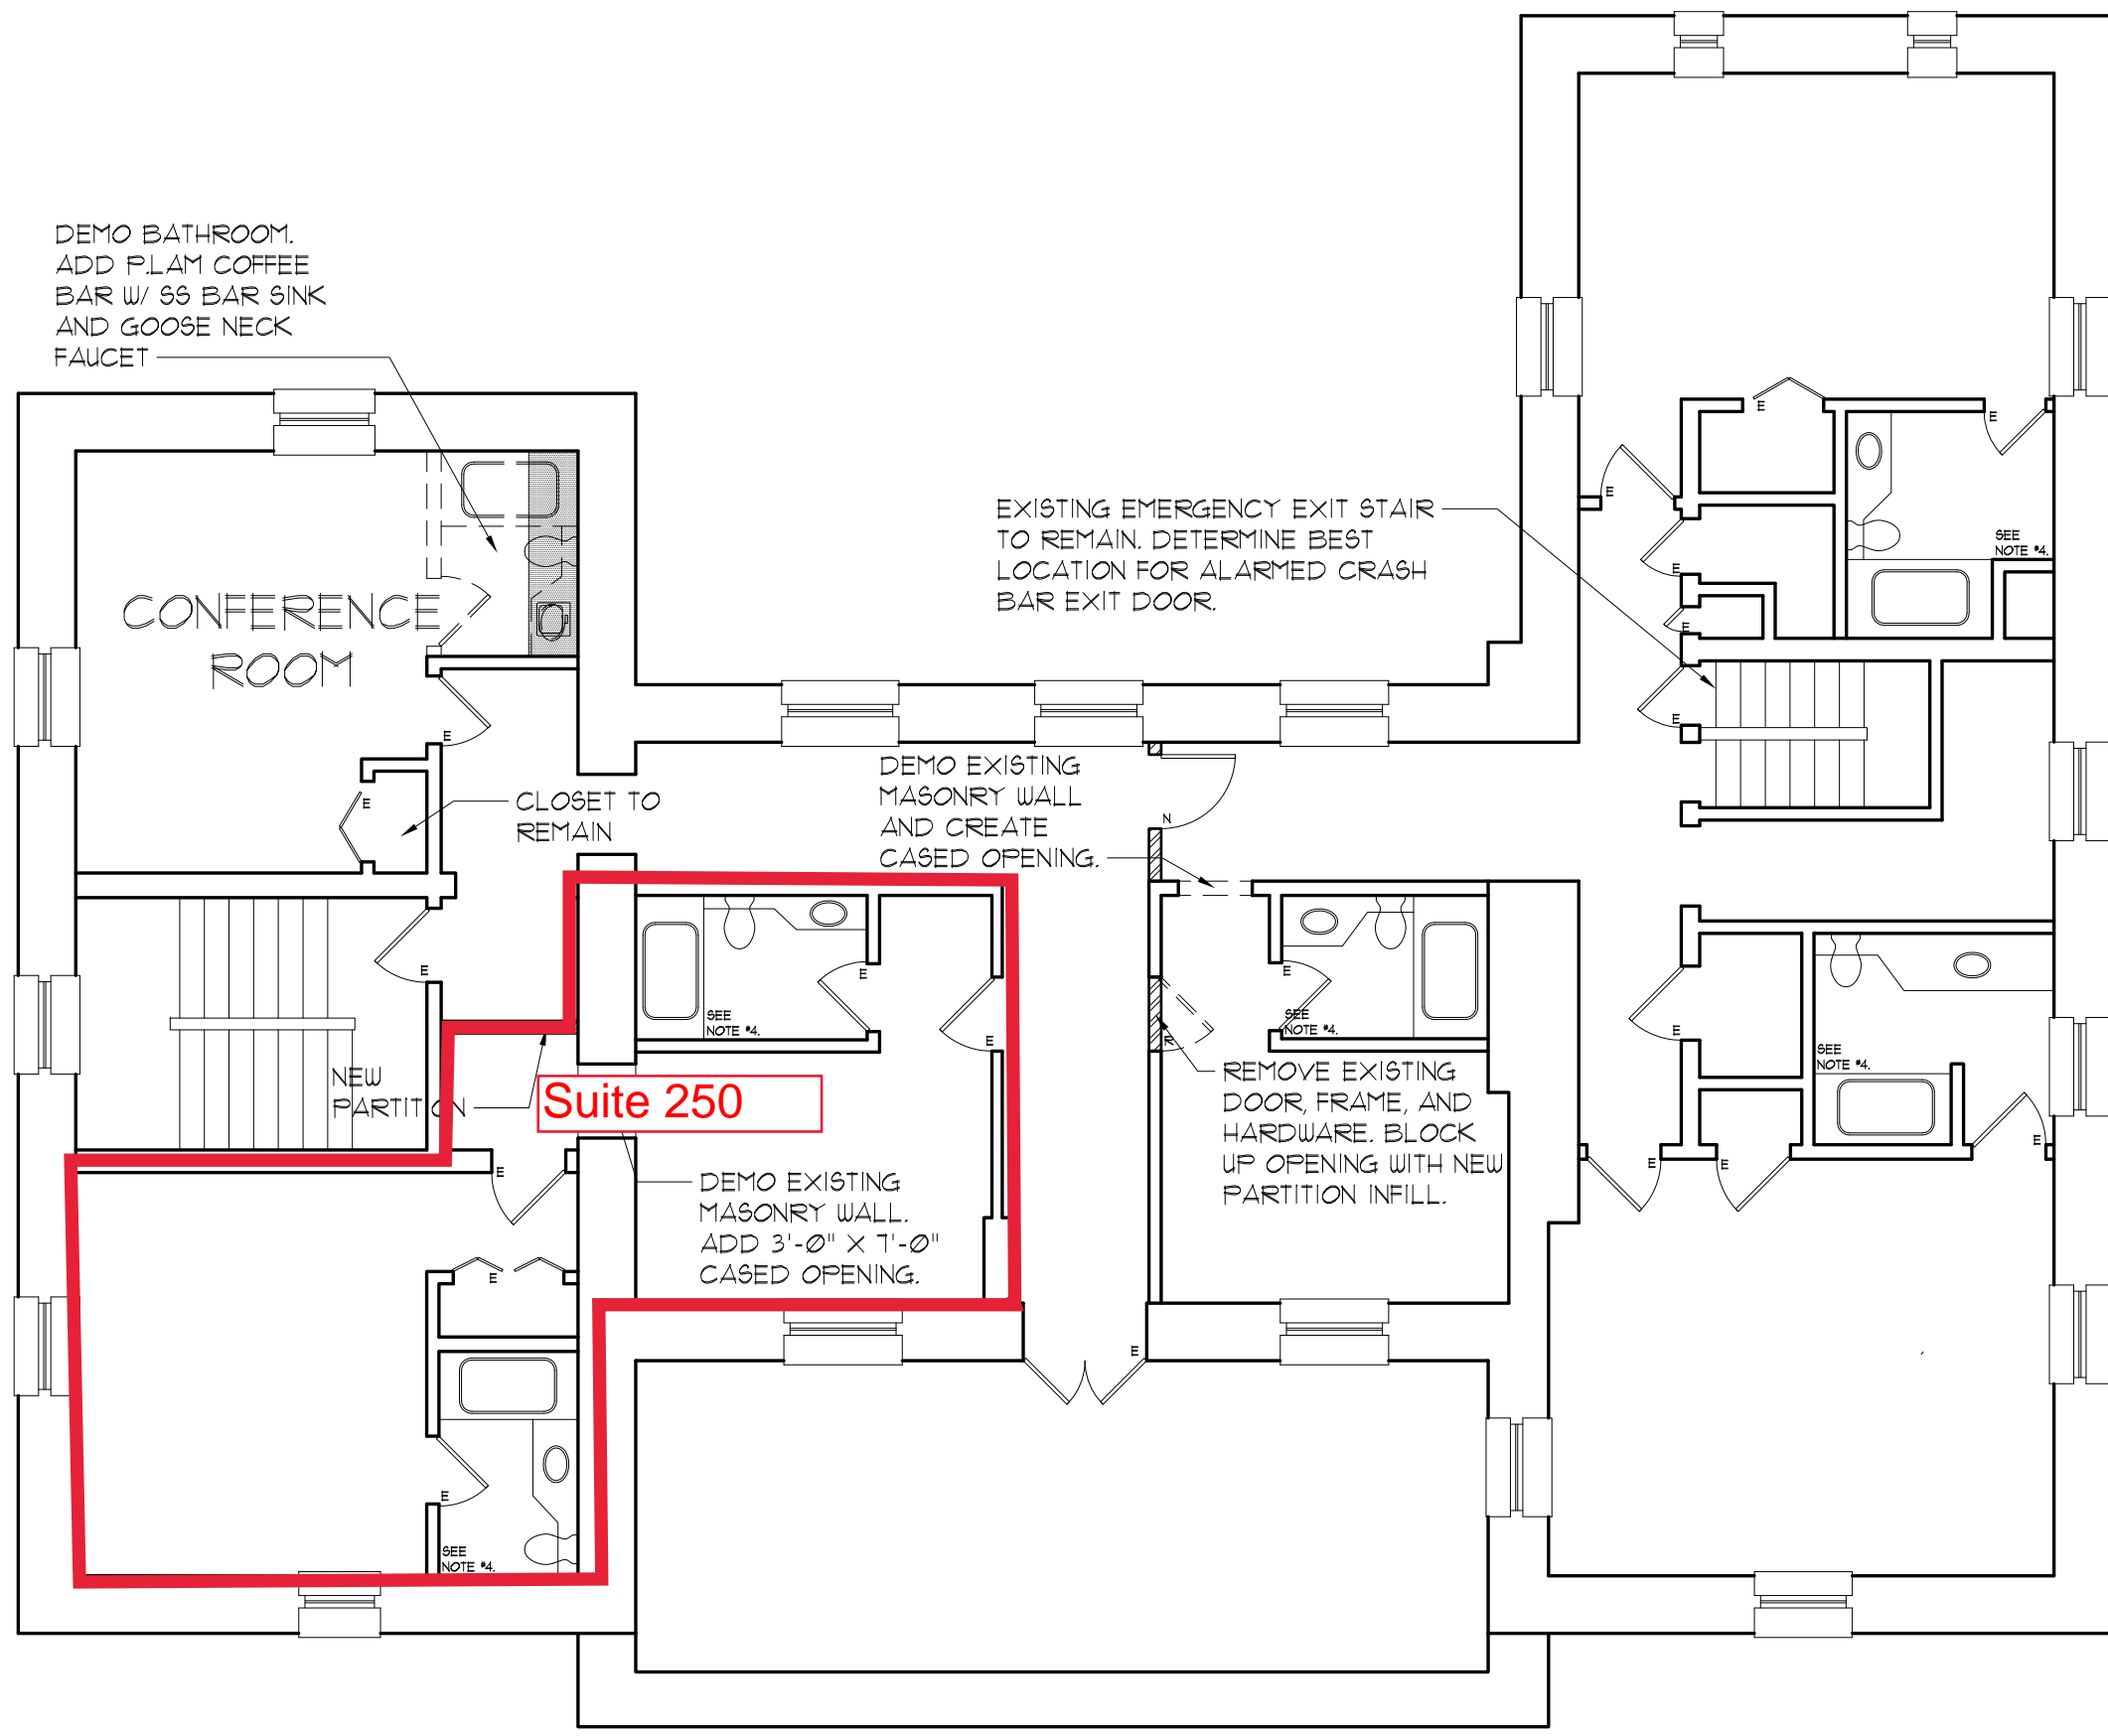 DEMO BATHROOM.
ADD P.LAM COFFEE
BAR W/ SS BAR SINK
AND GOOSE NECK
FAUCET
CONFERENCE
ROOM
EXISTING EMERGENCY EXIT STAIR
TO REMAIN. DETERMINE BEST
LOCATION FOR ALARMED CRASH
BAR EXIT DOOR.
E
E
E
SEE
NOTE #4.
E
E
E
E
E
CLOSET TO
REMAIN
DEMO EXISTING
MASONRY WALL
AND CREATE
CASED OPENING.
N
E
E
SEE
NOTE #4.
E
E
SEE
NOTE #4.
R
E
SEE
NOTE #4.
NEW
PARTITION
Suite 250
REMOVE EXISTING
DOOR, FRAME, AND
HARDWARE. BLOCK
UP OPENING WITH NEW
PARTITION INFILL.
E
E
E
E
DEMO EXISTING
MASONRY WALL.
ADD 3'-0" X 7'-0"
CASED OPENING.
E
E
E
SEE
NOTE #4.